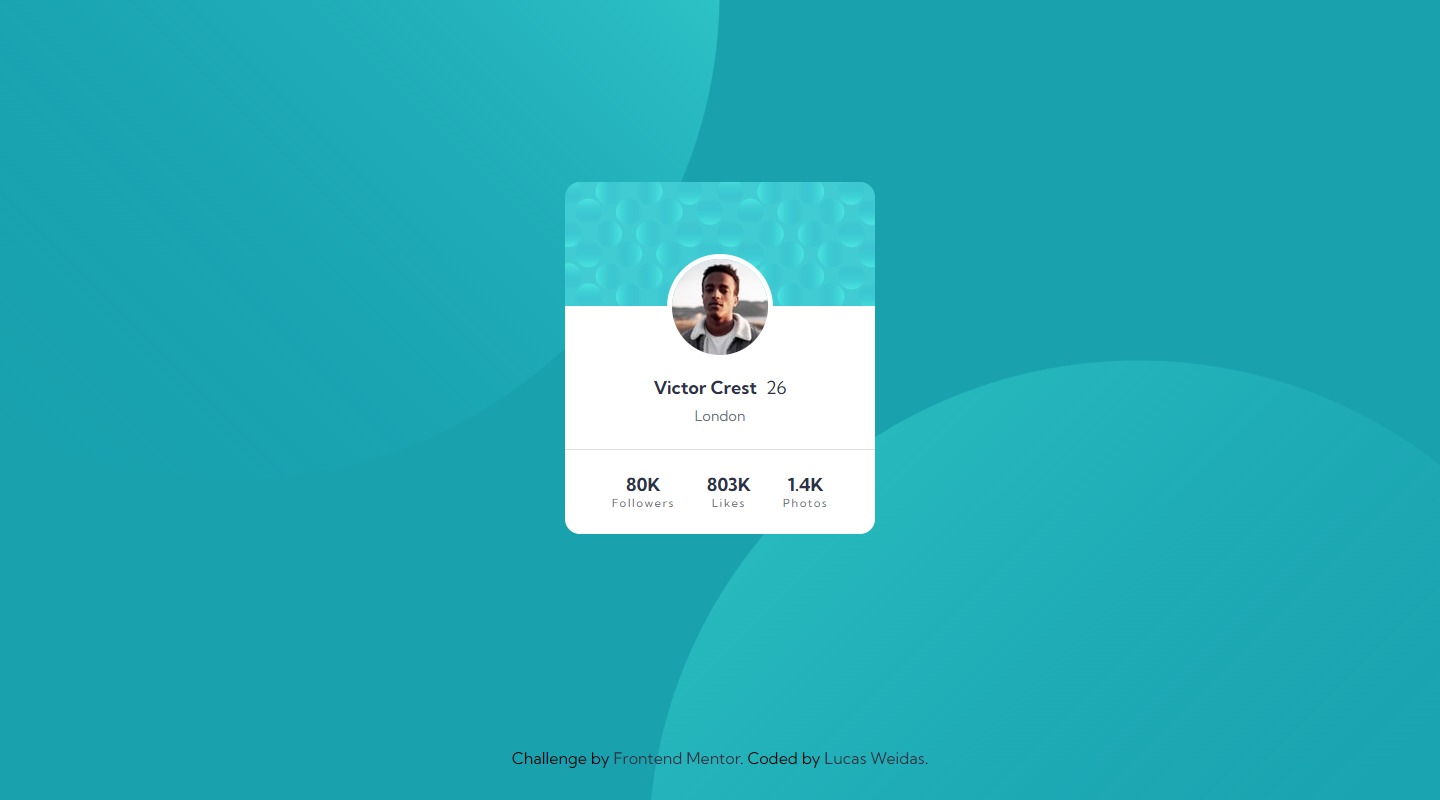 Victor Crest 26
London
80K 803K 1.4K
Followers Likes Photos
Challenge by Frontend Mentor. Coded by Lucas Weidas.